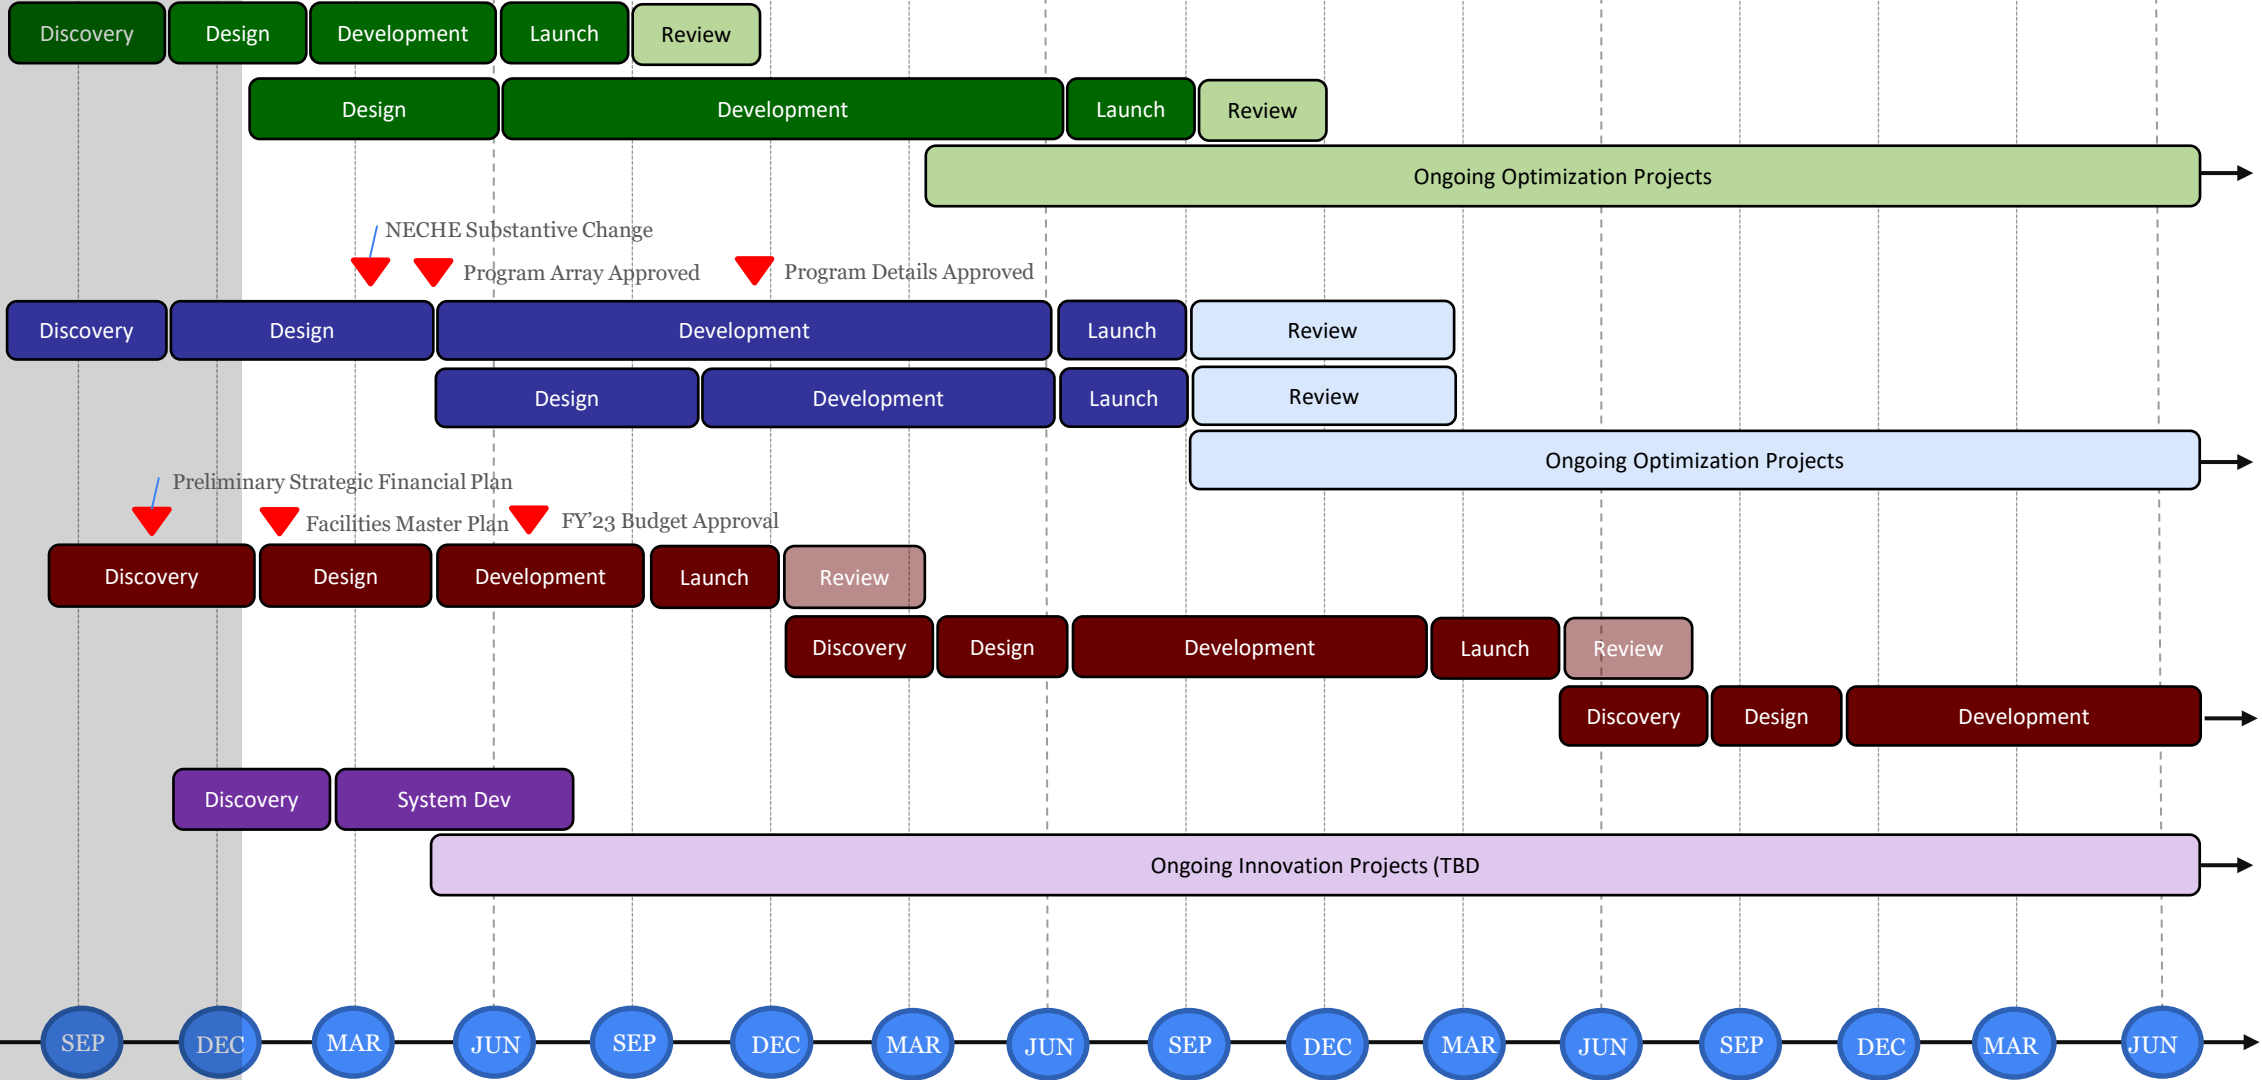 Discovery
Design
Development
Launch
Review
Design
Development
Launch
Review
Ongoing Optimization Projects
NECHE Substantive Change
Program Array Approved
Program Details Approved
Discovery
Design
Development
Launch
Review
Design
Development
Launch
Review
Ongoing Optimization Projects
Preliminary Strategic Financial Plan
Facilities Master Plan
FY'23 Budget Approval
Discovery
Design
Development
Launch
Review
Discovery
Design
Development
Launch
Review
Discovery
Design
Development
Discovery
System Dev
Ongoing Innovation Projects (TBD
SEP
DEC
MAR
JUN
SEP
DEC
MAR
JUN
SEP
DEC
MAR
JUN
SEP
DEC
MAR
JUN